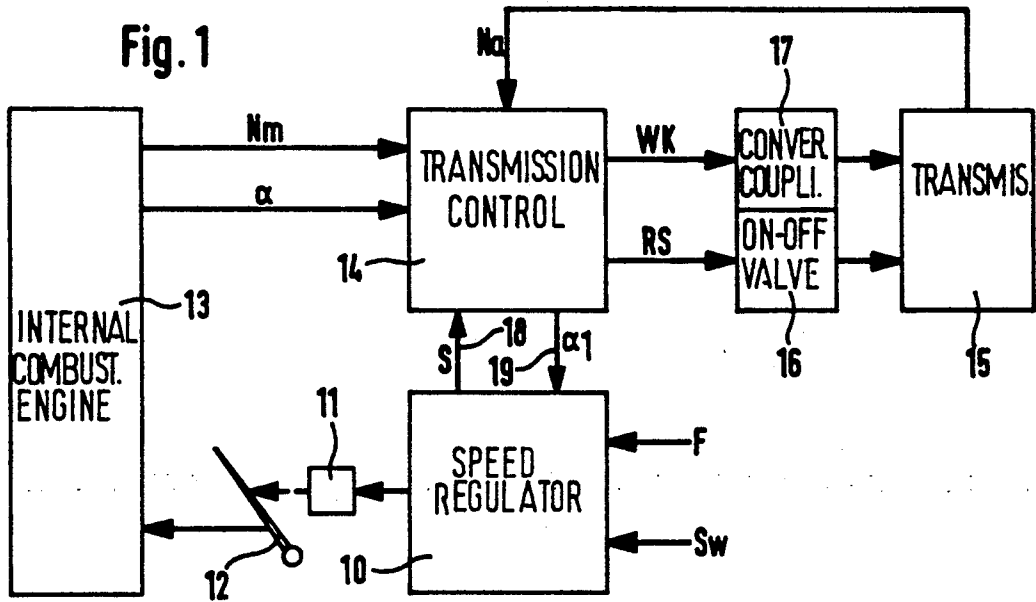 Fig. 1
Na
17
Nm
α
TRANSMISSION
CONTROL
14
WK
RS
CONVER.
COUPLI.
ON-OFF
VALVE
TRANSMIS.
13
INTERNAL
COMBUST.
ENGINE
S
18
19
α1
16
15
11
12
SPEED
REGULATOR
10
F
Sw